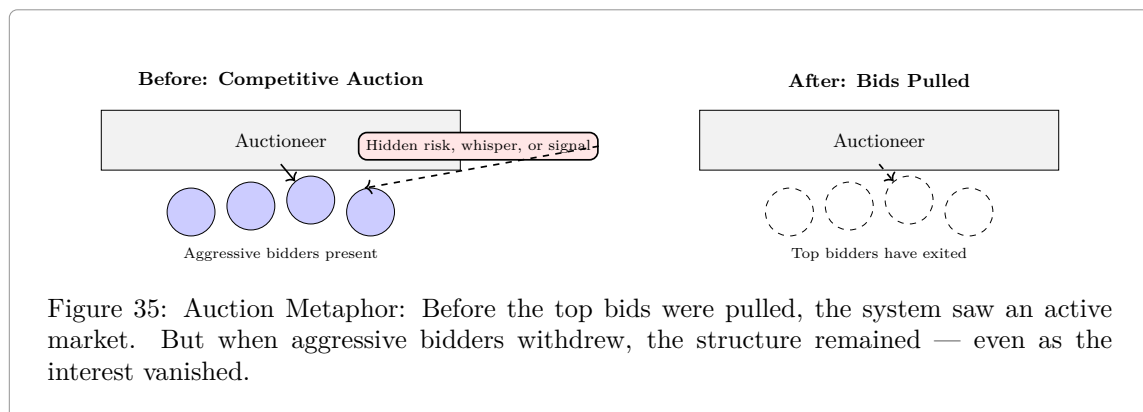 Before: Competitive Auction
Auctioneer
Hidden risk, whisper, or signal
Aggressive bidders present
After: Bids Pulled
Auctioneer
Top bidders have exited
Figure 35: Auction Metaphor: Before the top bids were pulled, the system saw an active
market. But when aggressive bidders withdrew, the structure remained — even as the
interest vanished.